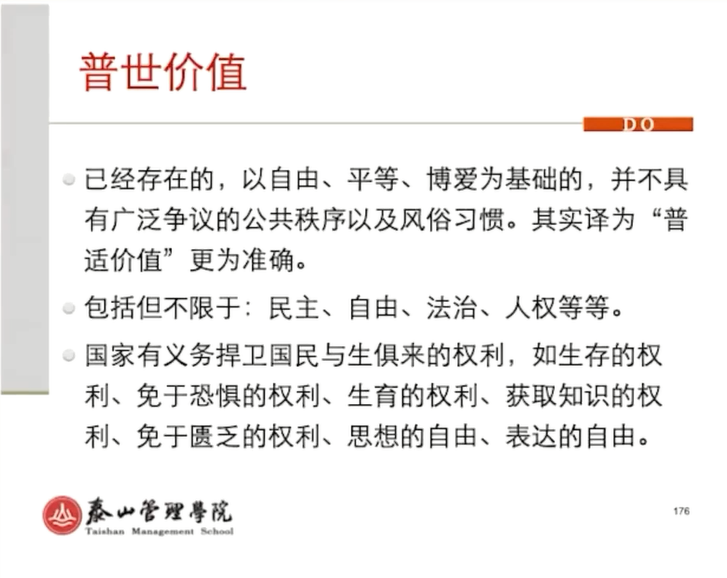 普世价值
DO
已经存在的，以自由、平等、博爱为基础的，并不具
有广泛争议的公共秩序以及风俗习惯。其实译为“普
适价值”更为准确。
包括但不限于：民主、自由、法治、人权等等。
国家有义务捍卫国民与生俱来的权利，如生存的权
利、免于恐惧的权利、生育的权利、获取知识的权
利、免于匮乏的权利、思想的自由、表达的自由。
泰山管理學院
Taishan Management School
176